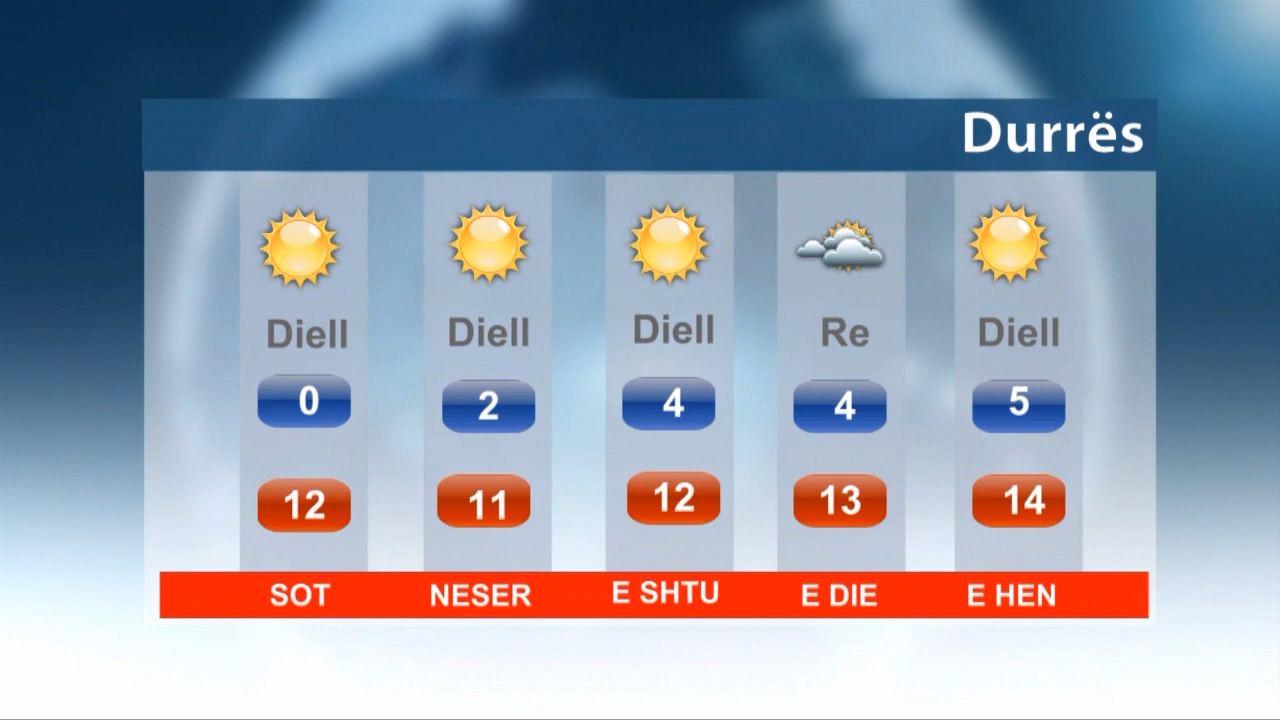 Durrës
Diell Diell Diell Re Diell
0 2 4 4 5
12 11 12 13 14
SOT NESER E SHTU E DIE E HEN